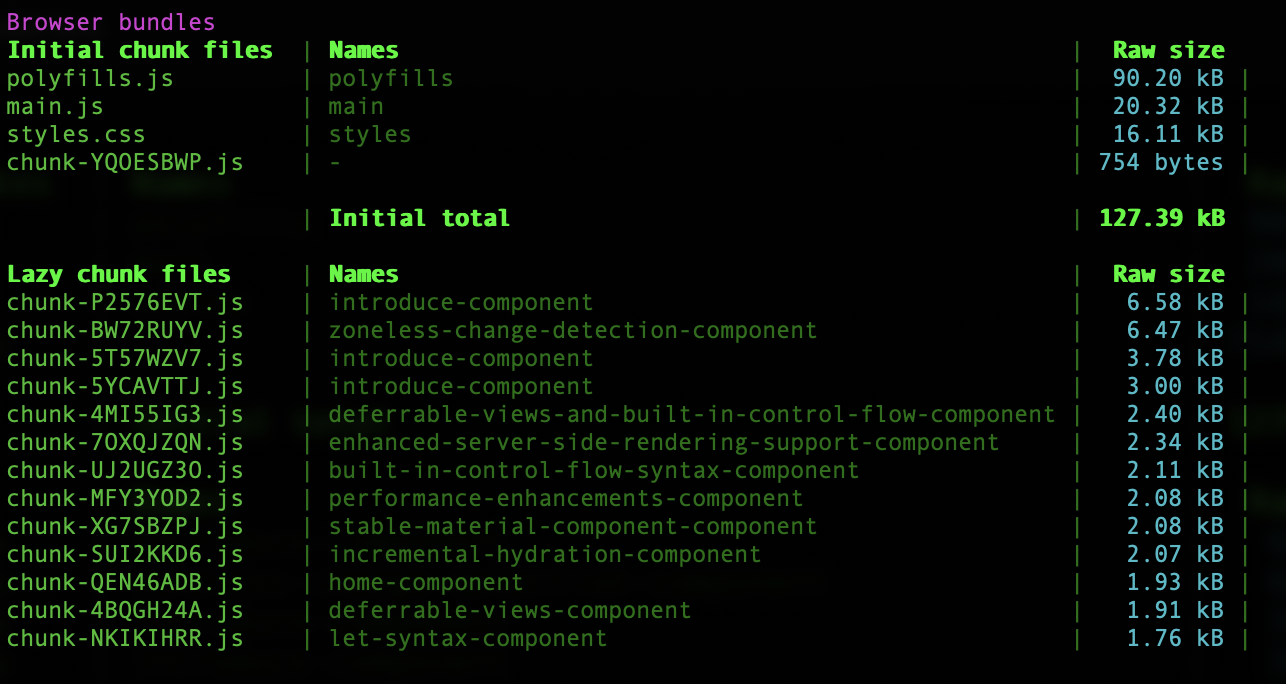 Browser bundles
Initial chunk files | Names | Raw size
polyfills.js | polyfills | 90.20 kB |
main.js | main | 20.32 kB |
styles.css | styles | 16.11 kB |
chunk-YQOESBWP.js | - | 754 bytes |
| Initial total | 127.39 kB
Lazy chunk files | Names | Raw size
chunk-P2576EVT.js | introduce-component | 6.58 kB |
chunk-BW72RUYV.js | zoneless-change-detection-component | 6.47 kB |
chunk-5T57WZV7.js | introduce-component | 3.78 kB |
chunk-5YCAVTTJ.js | introduce-component | 3.00 kB |
chunk-4MI55IG3.js | deferrable-views-and-built-in-control-flow-component | 2.40 kB |
chunk-7OXQJZQN.js | enhanced-server-side-rendering-support-component | 2.34 kB |
chunk-UJ2UGZ3O.js | built-in-control-flow-syntax-component | 2.11 kB |
chunk-MFY3YOD2.js | performance-enhancements-component | 2.08 kB |
chunk-XG7SBZPJ.js | stable-material-component-component | 2.08 kB |
chunk-SUI2KKD6.js | incremental-hydration-component | 2.07 kB |
chunk-QEN46ADB.js | home-component | 1.93 kB |
chunk-4BQGH24A.js | deferrable-views-component | 1.91 kB |
chunk-NKIKIHRR.js | let-syntax-component | 1.76 kB |